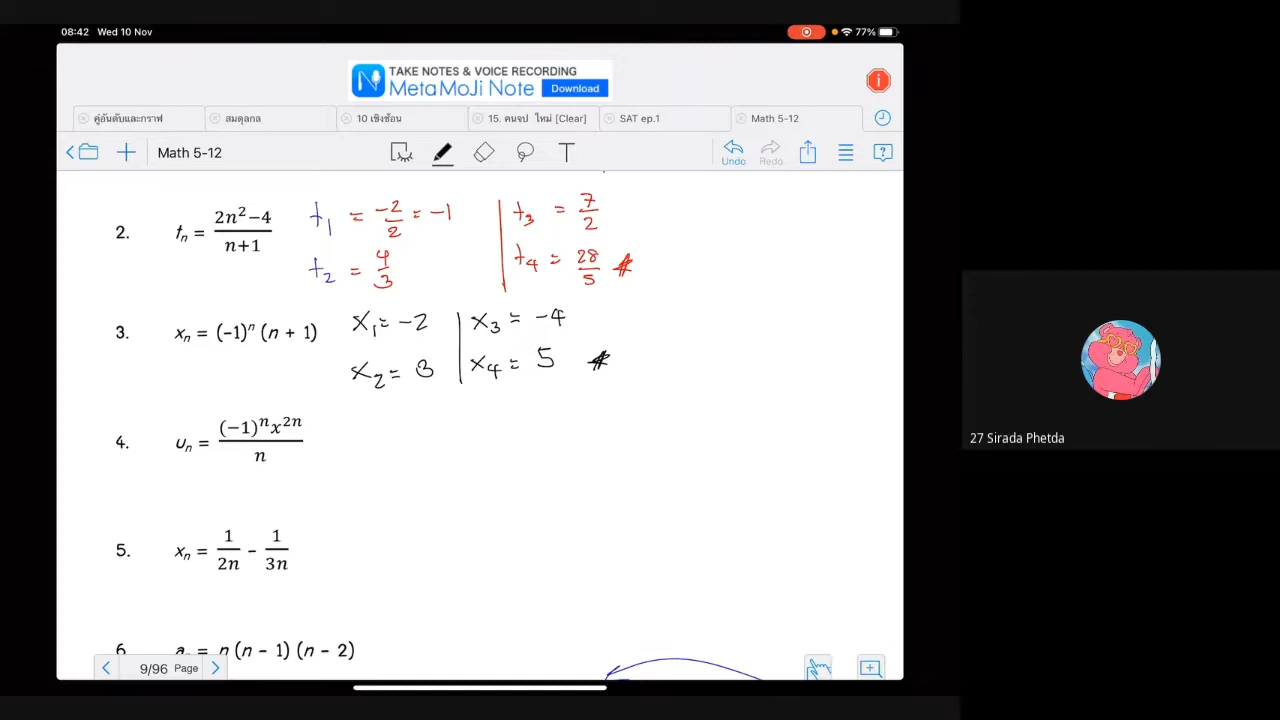 08:42 Wed 10 Nov
77%
TAKE NOTES & VOICE RECORDING
MetaMoJi Note Download
คู่อันดับและกราฟ
สมดุลกล
10 เชิงซ้อน
15. คนจป ใหม่ [Clear]
SAT ep.1
Math 5-12
Math 5-12
T
Undo
Redo
2. tₙ = (2n² − 4)/(n+1) t₁ = −2/2 = −1 t₃ = 7/2
t₂ = 4/3 t₄ = 28/5 #
3. xₙ = (−1)ⁿ (n + 1) x₁ = −2 x₃ = −4
x₂ = 3 x₄ = 5 #
4. uₙ = (−1)ⁿx²ⁿ/n
5. xₙ = 1/2n - 1/3n
6. aₙ = n (n - 1) (n - 2)
9/96 Page
27 Sirada Phetda